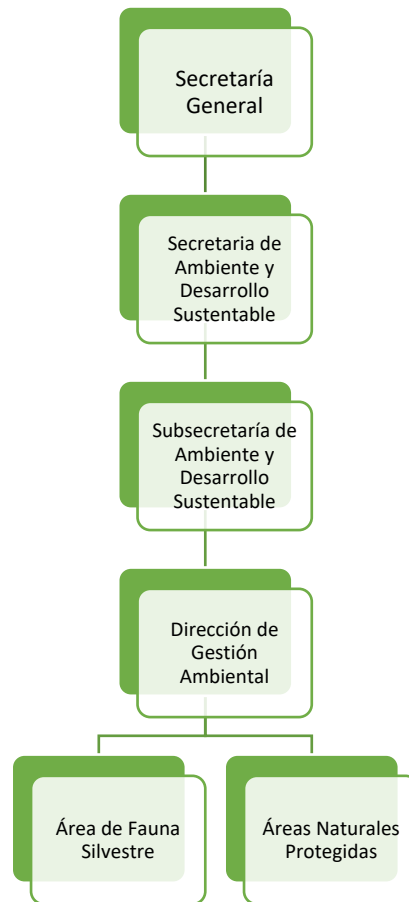 Secretaría
General
Secretaria de
Ambiente y
Desarrollo
Sustentable
Subsecretaría de
Ambiente y
Desarrollo
Sustentable
Dirección de
Gestión
Ambiental
Área de Fauna
Silvestre
Áreas Naturales
Protegidas